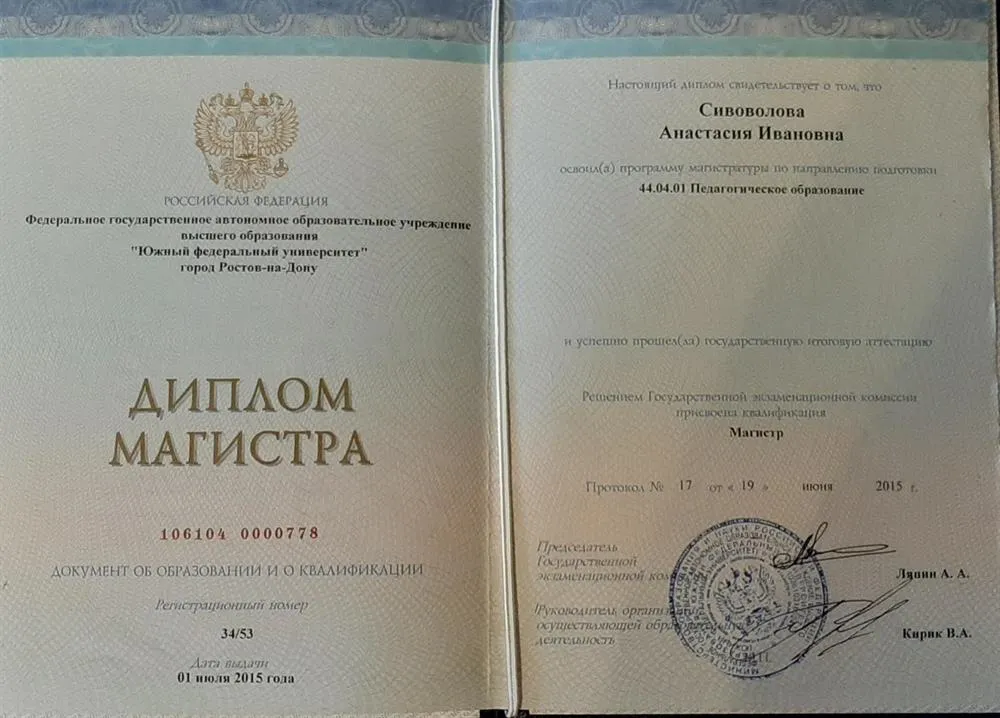 РОССИЙСКАЯ ФЕДЕРАЦИЯ
Федеральное государственное автономное образовательное учреждение
высшего образования
"Южный федеральный университет"
город Ростов-на-Дону
ДИПЛОМ
МАГИСТРА
106104 0000778
ДОКУМЕНТ ОБ ОБРАЗОВАНИИ И О КВАЛИФИКАЦИИ
Регистрационный номер
34/53
Дата выдачи
01 июля 2015 года
Настоящий диплом свидетельствует о том, что
Сивоволова
Анастасия Ивановна
освоил(а) программу магистратуры по направлению подготовки
44.04.01 Педагогическое образование
и успешно прошел(ла) государственную итоговую аттестацию
Решением Государственной экзаменационной комиссии
присвоена квалификация
Магистр
Протокол № 17 от « 19 » июня 2015 г.
Председатель
Государственной
экзаменационной
Ляпин А. А.
Руководитель
осуществляющей
деятельность
Кирик В.А.
М.П.